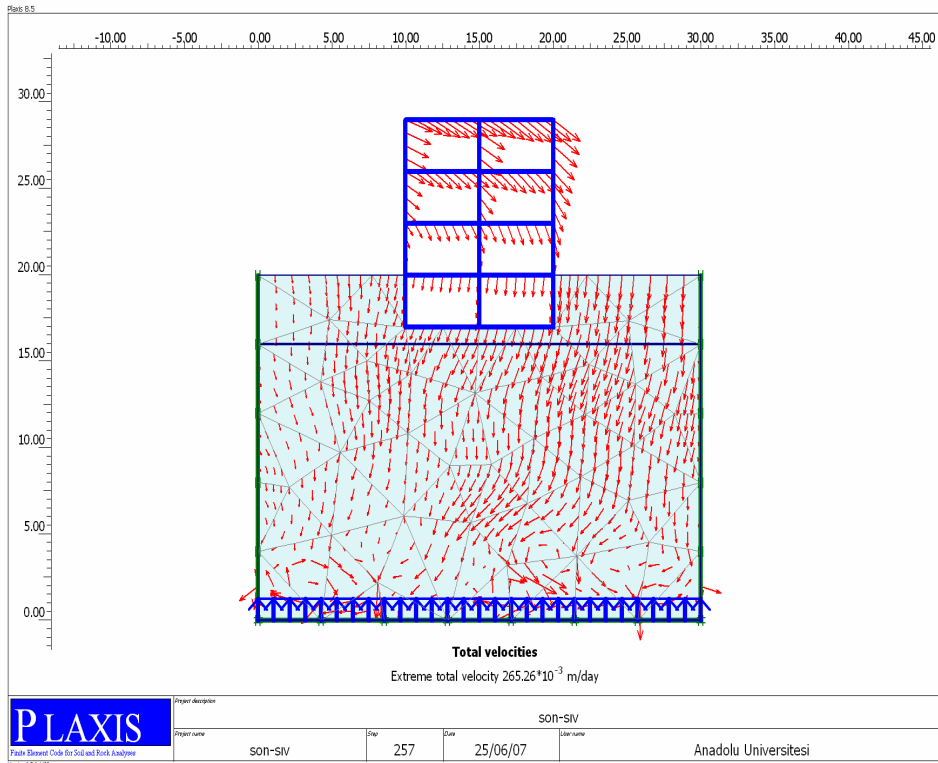 Plaxis 8.5
-10.00 -5.00 0.00 5.00 10.00 15.00 20.00 25.00 30.00 35.00 40.00 45.00
30.00
25.00
20.00
15.00
10.00
5.00
0.00
Total velocities
Extreme total velocity 265.26*10-3 m/day
PLAXIS
Finite Element Code for Soil and Rock Analyses
Project description
son-sıv
Project name
son-sıv
Step
257
Date
25/06/07
User name
Anadolu Universitesi